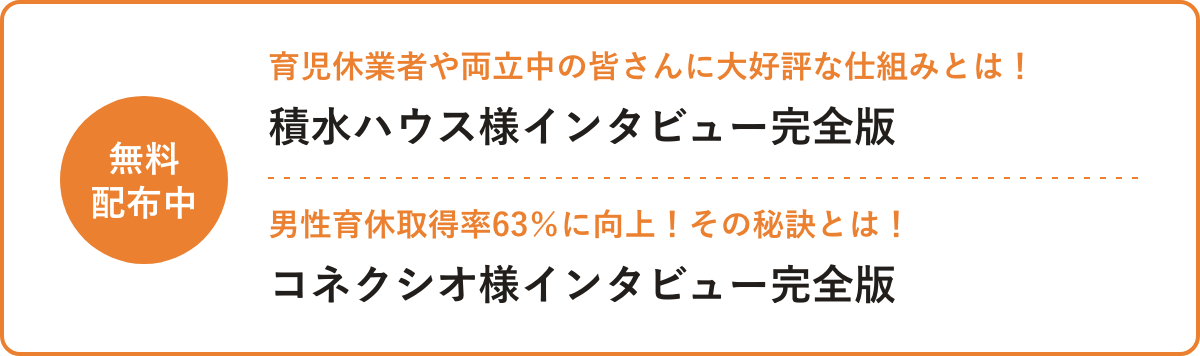 無料
配布中
育児休業者や両立中の皆さんに大好評な仕組みとは！
積水ハウス様インタビュー完全版
男性育休取得率63％に向上！その秘訣とは！
コネクシオ様インタビュー完全版